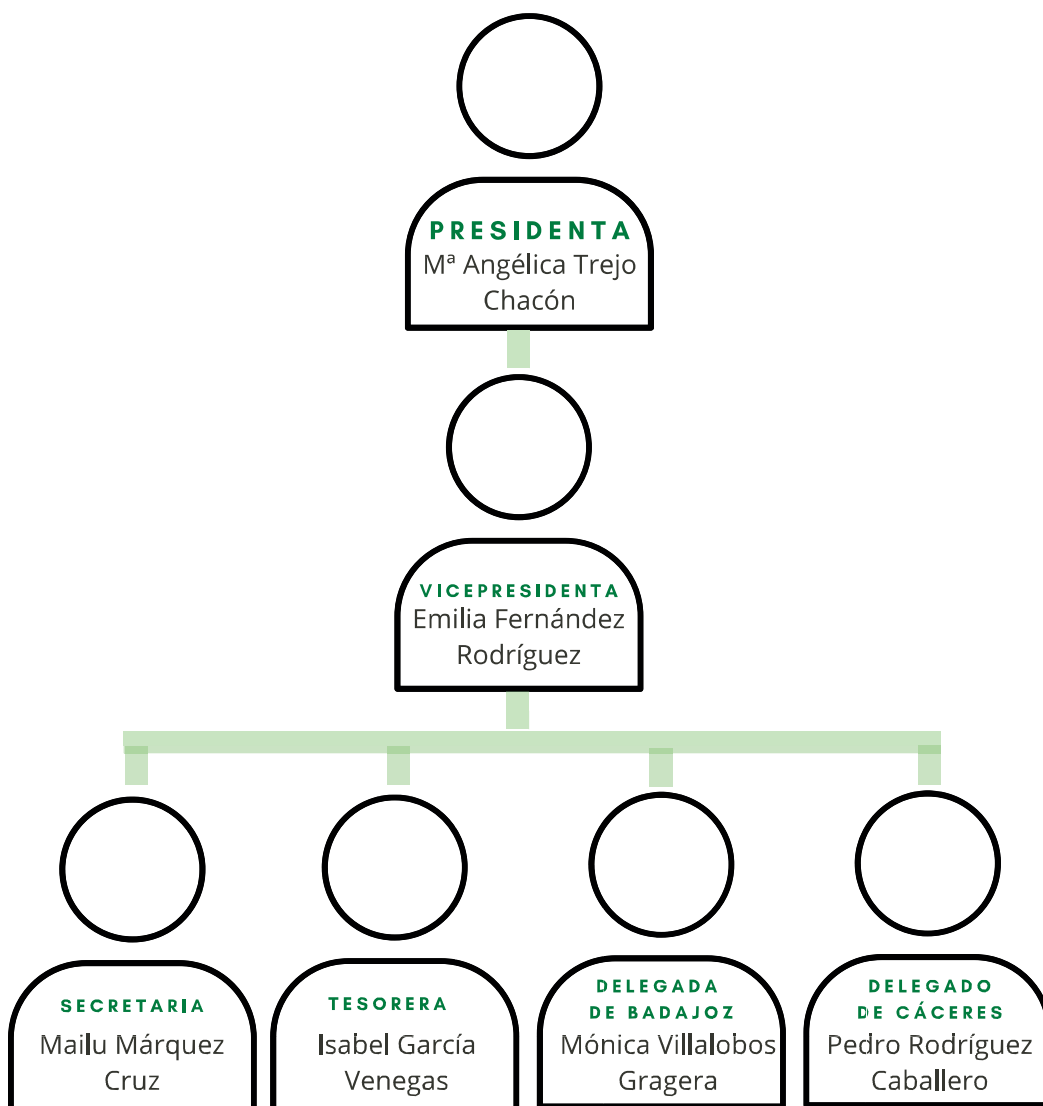 PRESIDENTA
Mª Angélica Trejo
Chacón
VICEPRESIDENTA
Emilia Fernández
Rodríguez
SECRETARIA
Mailu Márquez
Cruz
TESORERA
Isabel García
Venegas
DELEGADA
DE BADAJOZ
Mónica Villalobos
Gragera
DELEGADO
DE CÁCERES
Pedro Rodríguez
Caballero